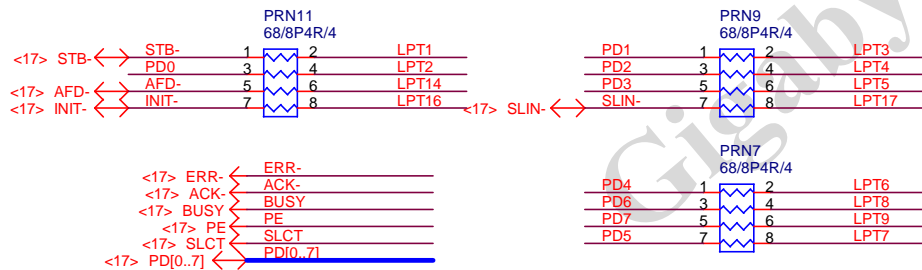 PRN11
68/8P4R/4
<17> STB- STB- 1 2 LPT1
PD0 3 4 LPT2
<17> AFD- AFD- 5 6 LPT14
<17> INIT- INIT- 7 8 LPT16
PRN9
68/8P4R/4
PD1 1 2 LPT3
PD2 3 4 LPT4
PD3 5 6 LPT5
<17> SLIN- SLIN- 7 8 LPT17
<17> ERR- ERR-
<17> ACK- ACK-
<17> BUSY BUSY
<17> PE PE
<17> SLCT SLCT
<17> PD[0..7] PD[0..7]
PRN7
68/8P4R/4
PD4 1 2 LPT6
PD6 3 4 LPT8
PD7 5 6 LPT9
PD5 7 8 LPT7
Gigaby